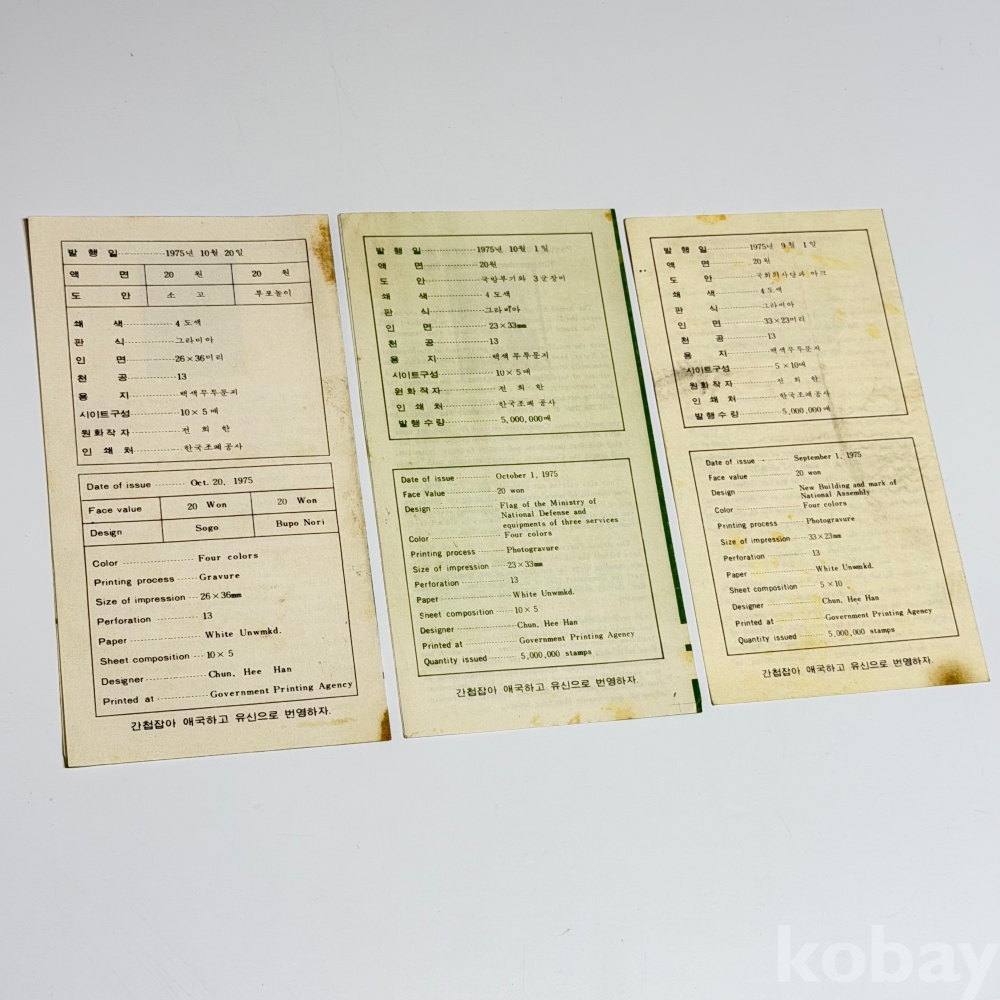 발 행 일 1975년 10월 20일
액 면 20 원 20 원
도 안 소 고 부포놀이
채 색 4도색
판 식 그라비아
인 면 26×36미리
천 공 13
용 지 백색무투문지
시이트구성 10×5매
원화작자 전 희 한
인 쇄 처 한국조폐공사
Date of issue Oct. 20, 1975
Face value 20 Won 20 Won
Design Sogo Bupo Nori
Color Four colors
Printing process Gravure
Size of impression 26×36mm
Perforation 13
Paper White Unwmkd.
Sheet composition 10×5
Designer Chun, Hee Han
Printed at Government Printing Agency
간첩잡아 애국하고 유신으로 번영하자.
발 행 일 1975년 10월 1일
액 면 20원
도 안 국방부기와 3군장비
채 색 4도색
판 식 그라비아
인 면 23×33mm
천 공 13
용 지 백색무투문지
시이트구성 10×5매
원화작자 전 희 한
인 쇄 처 한국조폐공사
발행수량 5,000,000매
Date of issue October 1, 1975
Face Value 20 won
Design Flag of the Ministry of
National Defense and
equipments of three services
Color Four colors
Printing process Photogravure
Size of impression 23×33mm
Perforation 13
Paper White Unwmkd.
Sheet composition 10×5
Designer Chun, Hee Han
Printed at Government Printing Agency
Quantity issued 5,000,000 stamps
간첩잡아 애국하고 유신으로 번영하자.
발 행 일 1975년 9월 1일
액 면 20원
도 안 국회의사당과 마크
채 색 4도색
판 식 그라비아
인 면 33×23미리
천 공 13
용 지 백색무투문지
시이트구성 5×10매
원화작자 전 희 한
인 쇄 처 한국조폐공사
발행수량 5,000,000매
Date of issue September 1, 1975
Face value 20 won
Design New Building and mark of
National Assembly
Color Four colors
Printing process Photogravure
Size of impression 33×23mm
Perforation 13
Paper White Unwmkd.
Sheet composition 5×10
Designer Chun, Hee Han
Printed at Government Printing Agency
Quantity issued 5,000,000 stamps
간첩잡아 애국하고 유신으로 번영하자.
kobay